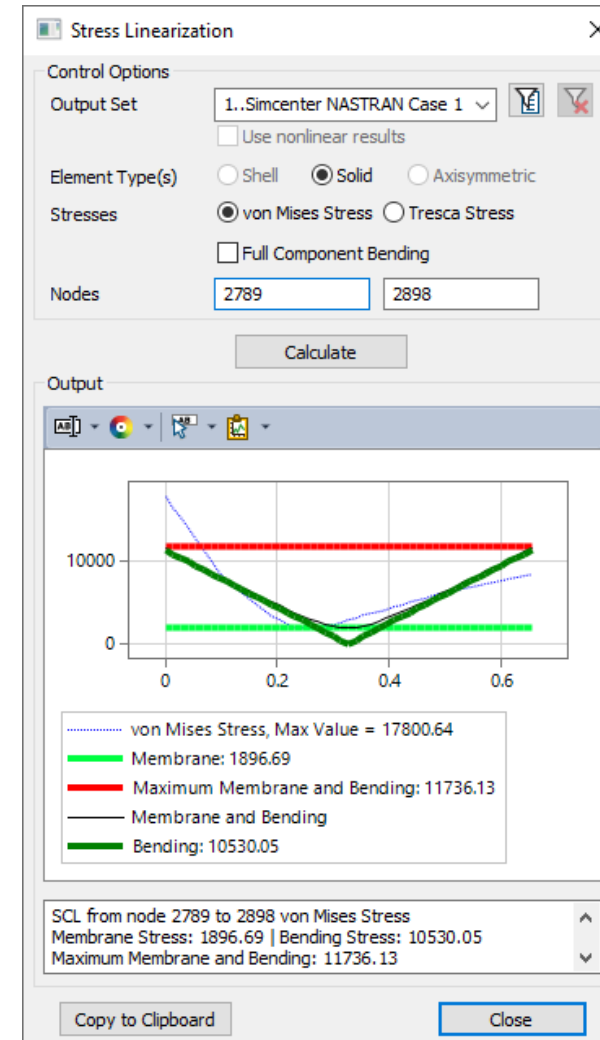 Stress Linearization
Control Options
Output Set 1..Simcenter NASTRAN Case 1
Use nonlinear results
Element Type(s) Shell Solid Axisymmetric
Stresses von Mises Stress Tresca Stress
Full Component Bending
Nodes 2789 2898
Calculate
Output
10000
0
0 0.2 0.4 0.6
von Mises Stress, Max Value = 17800.64
Membrane: 1896.69
Maximum Membrane and Bending: 11736.13
Membrane and Bending
Bending: 10530.05
SCL from node 2789 to 2898 von Mises Stress
Membrane Stress: 1896.69 | Bending Stress: 10530.05
Maximum Membrane and Bending: 11736.13
Copy to Clipboard Close